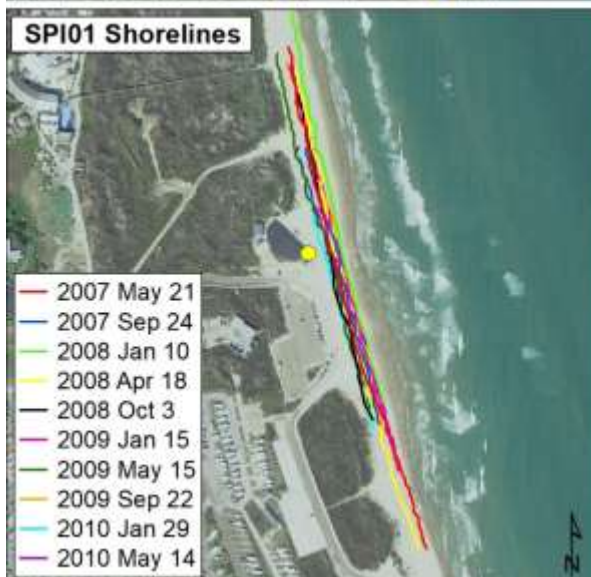 SPI01 Shorelines
2007 May 21
2007 Sep 24
2008 Jan 10
2008 Apr 18
2008 Oct 3
2009 Jan 15
2009 May 15
2009 Sep 22
2010 Jan 29
2010 May 14
N